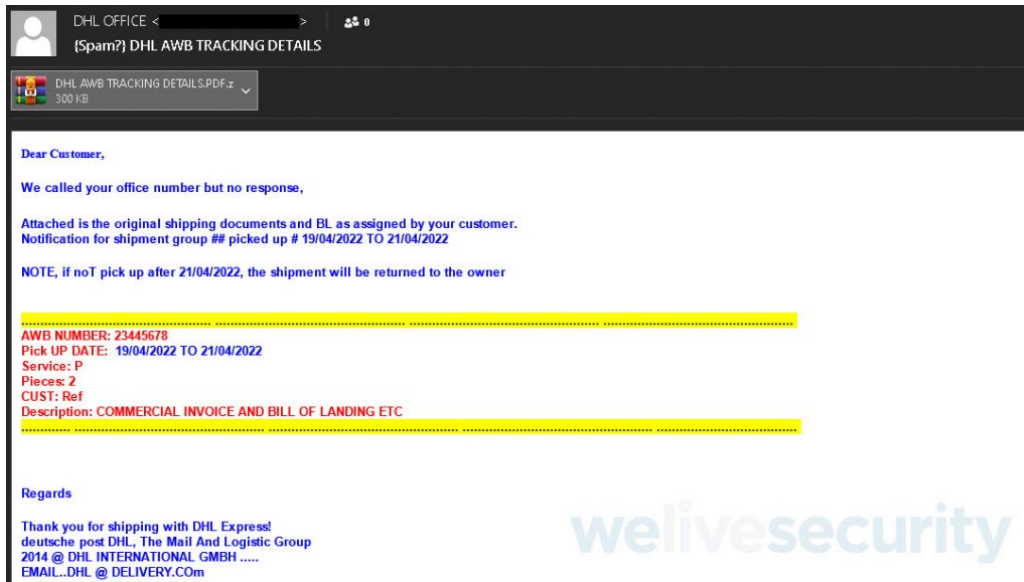 DHL OFFICE < >
0
{Spam?} DHL AWB TRACKING DETAILS
DHL AWB TRACKING DETAILS.PDF.z
300 KB
Dear Customer,
We called your office number but no response,
Attached is the original shipping documents and BL as assigned by your customer.
Notification for shipment group ## picked up # 19/04/2022 TO 21/04/2022
NOTE, if noT pick up after 21/04/2022, the shipment will be returned to the owner
AWB NUMBER: 23445678
Pick UP DATE: 19/04/2022 TO 21/04/2022
Service: P
Pieces: 2
CUST: Ref
Description: COMMERCIAL INVOICE AND BILL OF LANDING ETC
Regards
Thank you for shipping with DHL Express!
deutsche post DHL, The Mail And Logistic Group
2014 @ DHL INTERNATIONAL GMBH .....
EMAIL..DHL @ DELIVERY.COm
welivesecurity